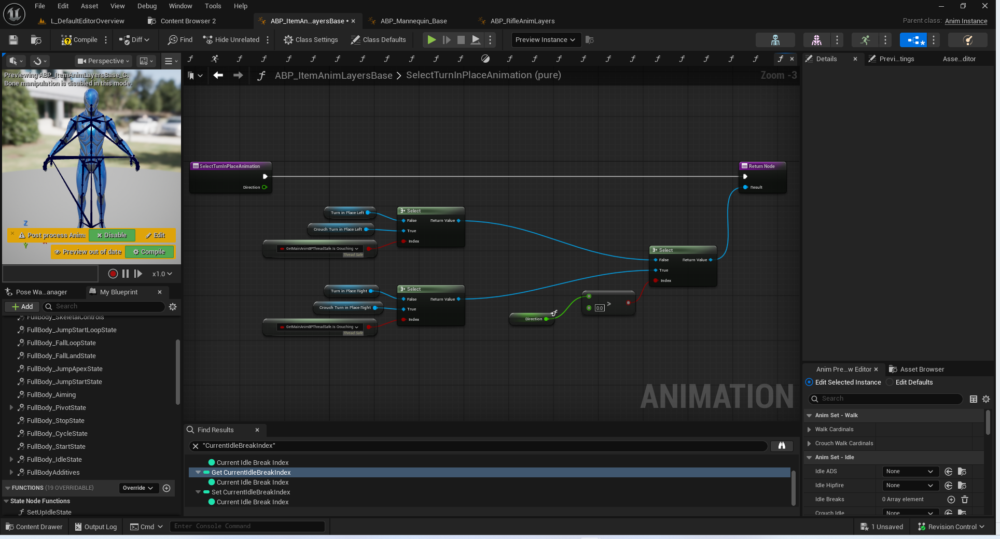 File Edit Asset View Debug Window Tools Help
L_DefaultEditorOverview
Content Browser 2
ABP_ItemAn...ayersBase •
ABP_Mannequin_Base
ABP_RifleAnimLayers
Parent class: Anim Instance
Compile
Diff
Find
Hide Unrelated
Class Settings
Class Defaults
Preview Instance
Perspective
Previewing ABP_ItemAnimLayersBase_C.
Bone manipulation is disabled in this mode.
Z
Y
Post process Anima
Disable
Edit
Preview out of date
Compile
x1.0
Pose Wa...anager
My Blueprint
Add
Search
FullBody_SkeletalControls
FullBody_JumpStartLoopState
FullBody_FallLoopState
FullBody_FallLandState
FullBody_JumpApexState
FullBody_JumpStartState
FullBody_Aiming
FullBody_PivotState
FullBody_StopState
FullBody_CycleState
FullBody_StartState
FullBody_IdleState
FullBodyAdditives
FUNCTIONS (19 OVERRIDABLE)
Override
State Node Functions
SetUpIdleState
ABP_ItemAnimLayersBase > SelectTurnInPlaceAnimation (pure)
Zoom -3
SelectTurnInPlaceAnimation
Direction
Return Node
Result
Turn in Place Left
Crouch Turn in Place Left
GetMainAnimBPThreadSafe.Is Crouching
Thread Safe
Select
False Return Value
True
Index
Turn in Place Right
Crouch Turn in Place Right
GetMainAnimBPThreadSafe.Is Crouching
Thread Safe
Select
False Return Value
True
Index
Direction
0.0
>
Select
False Return Value
True
Index
ANIMATION
Find Results
"CurrentIdleBreakIndex"
Current Idle Break Index
Get CurrentIdleBreakIndex
Current Idle Break Index
Set CurrentIdleBreakIndex
Current Idle Break Index
Details
Previ...tings
Asse...ditor
Anim Pre...w Editor
Asset Browser
Edit Selected Instance
Edit Defaults
Search
Anim Set - Walk
Walk Cardinals
Crouch Walk Cardinals
Anim Set - Idle
Idle ADS None
Idle Hipfire None
Idle Breaks 0 Array element
Crouch Idle None
Content Drawer
Output Log
Cmd
Enter Console Command
1 Unsaved
Revision Control